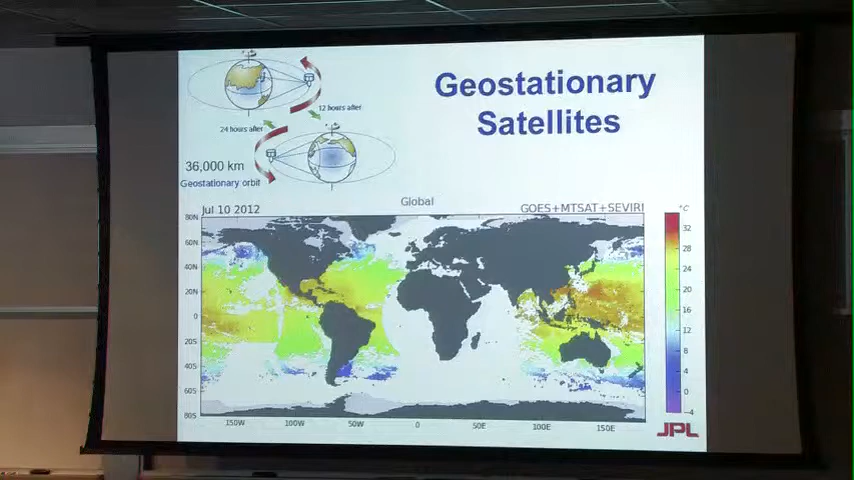 Geostationary
Satellites
12 hours after
24 hours after
36,000 km
Geostationary orbit
Jul 10 2012
Global
GOES+MTSAT+SEVIRI
°C
80N
60N
40N
20N
0
20S
40S
60S
80S
150W
100W
50W
0
50E
100E
150E
32
28
24
20
16
12
8
4
0
−4
JPL